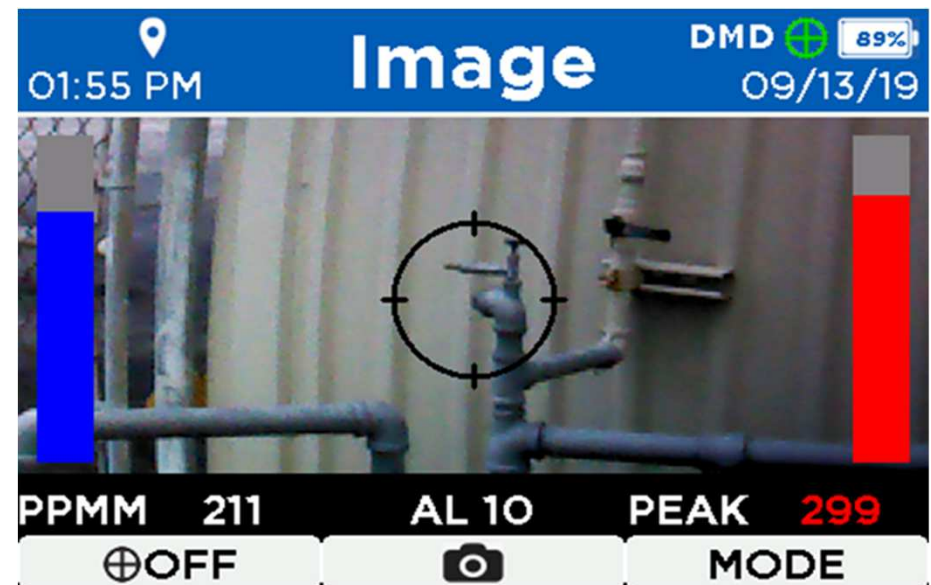 01:55 PM
Image
DMD 89%
09/13/19
PPMM 211 AL 10 PEAK 299
OFF MODE